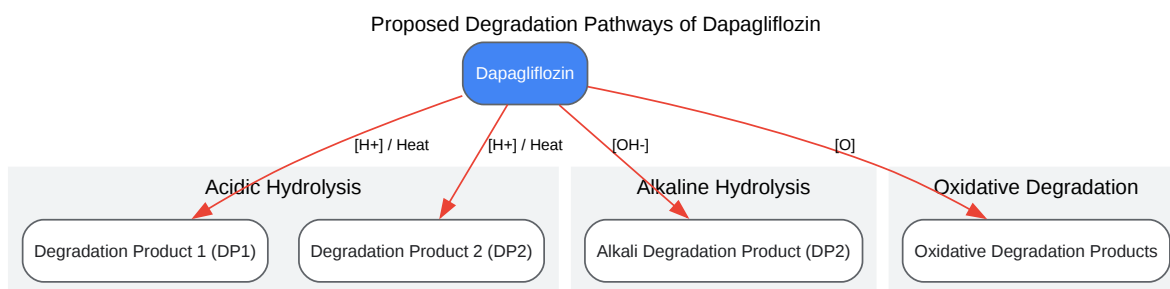 Proposed Degradation Pathways of Dapagliflozin
Dapagliflozin
[H+] / Heat
[H+] / Heat
[OH-]
[O]
Acidic Hydrolysis
Alkaline Hydrolysis
Oxidative Degradation
Degradation Product 1 (DP1)
Degradation Product 2 (DP2)
Alkali Degradation Product (DP2)
Oxidative Degradation Products